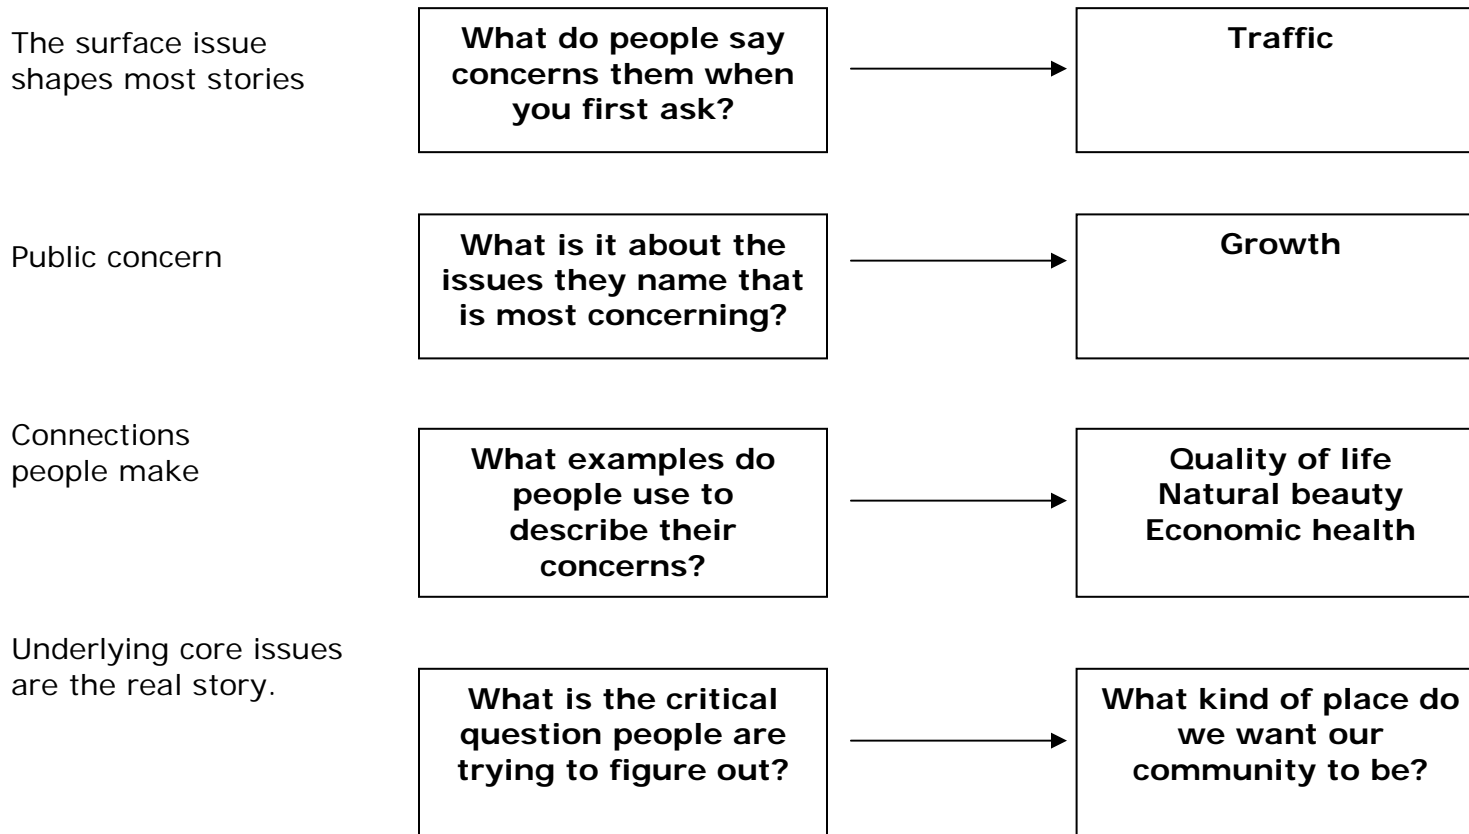 The surface issue
shapes most stories
What do people say
concerns them when
you first ask?
Traffic
Public concern
What is it about the
issues they name that
is most concerning?
Growth
Connections
people make
What examples do
people use to
describe their
concerns?
Quality of life
Natural beauty
Economic health
Underlying core issues
are the real story.
What is the critical
question people are
trying to figure out?
What kind of place do
we want our
community to be?